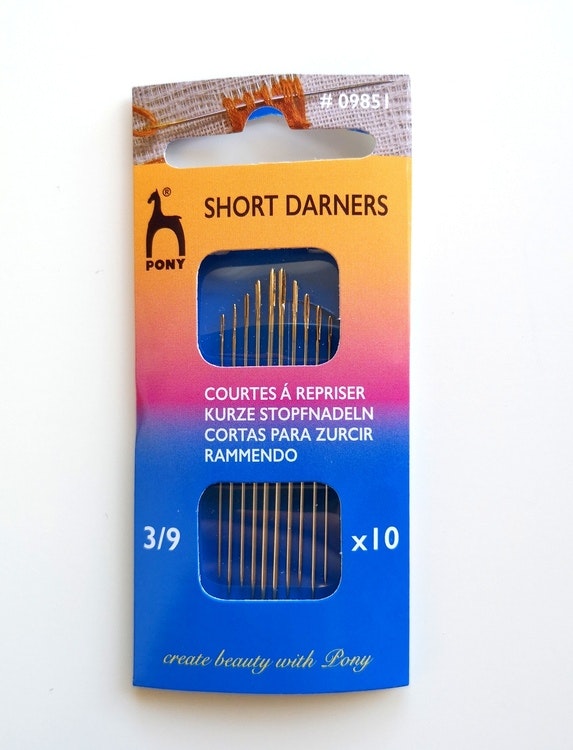 # 09851
®
SHORT DARNERS
PONY
COURTES Á REPRISER
KURZE STOPFNADELN
CORTAS PARA ZURCIR
RAMMENDO
3/9
x10
create beauty with Pony